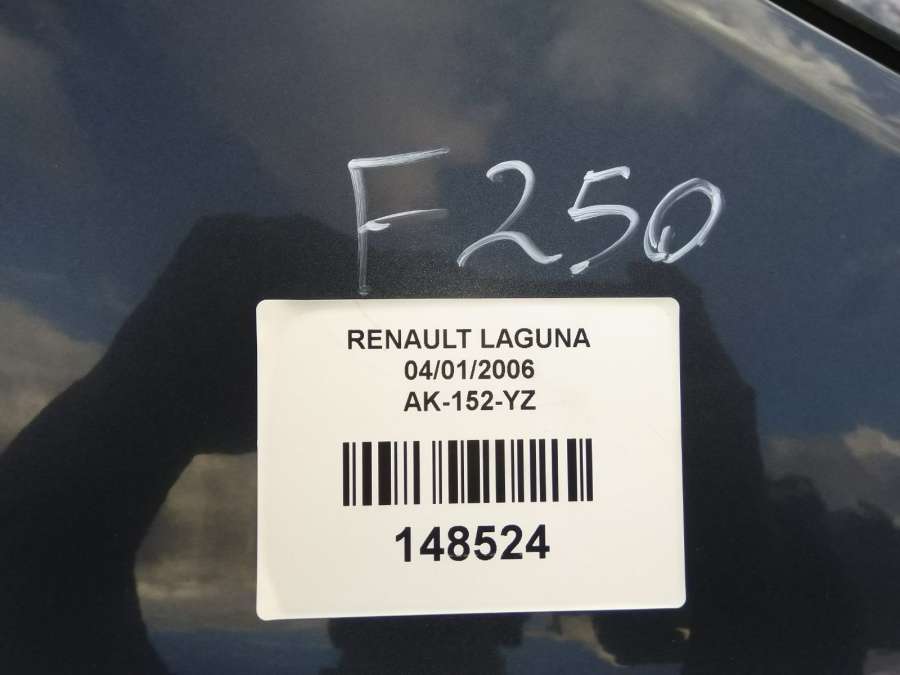 F250
RENAULT LAGUNA
04/01/2006
AK-152-YZ
148524